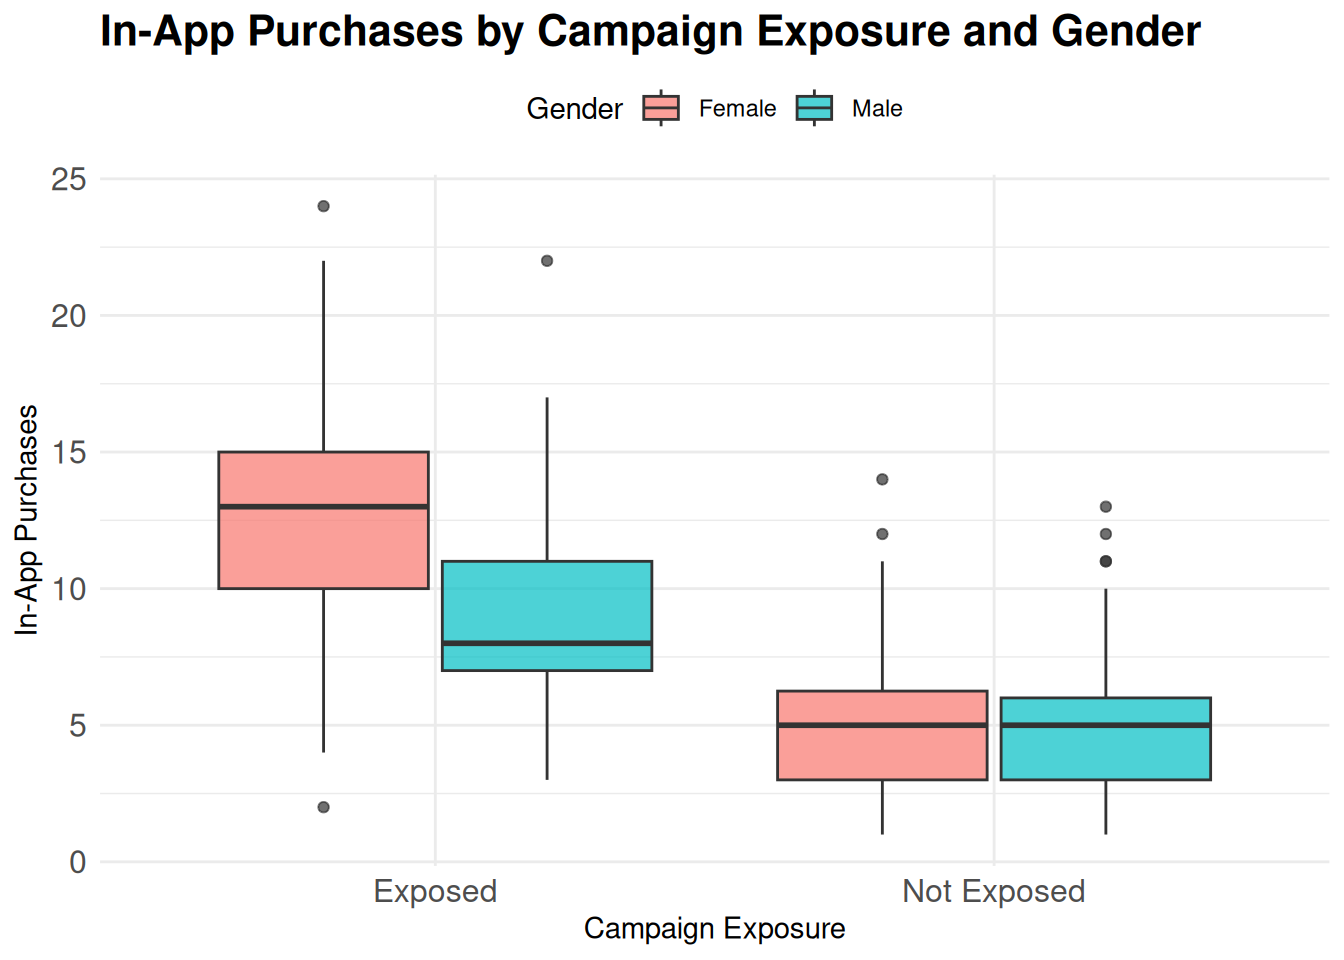 In-App Purchases by Campaign Exposure and Gender
Gender Female Male
In-App Purchases
25
20
15
10
5
0
Exposed Not Exposed
Campaign Exposure